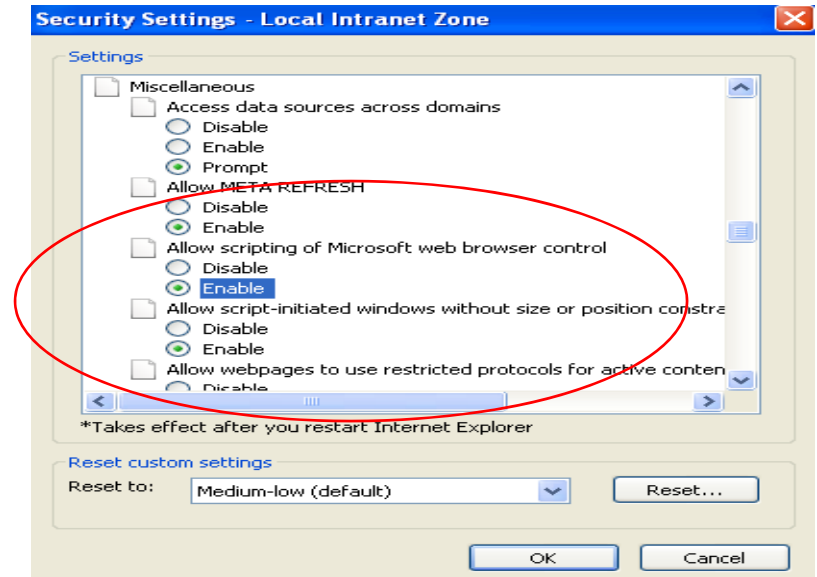 Security Settings - Local Intranet Zone
Settings
Miscellaneous
Access data sources across domains
Disable
Enable
Prompt
Allow META REFRESH
Disable
Enable
Allow scripting of Microsoft web browser control
Disable
Enable
Allow script-initiated windows without size or position constra
Disable
Enable
Allow webpages to use restricted protocols for active conten
Disable
*Takes effect after you restart Internet Explorer
Reset custom settings
Reset to: Medium-low (default) Reset...
OK Cancel